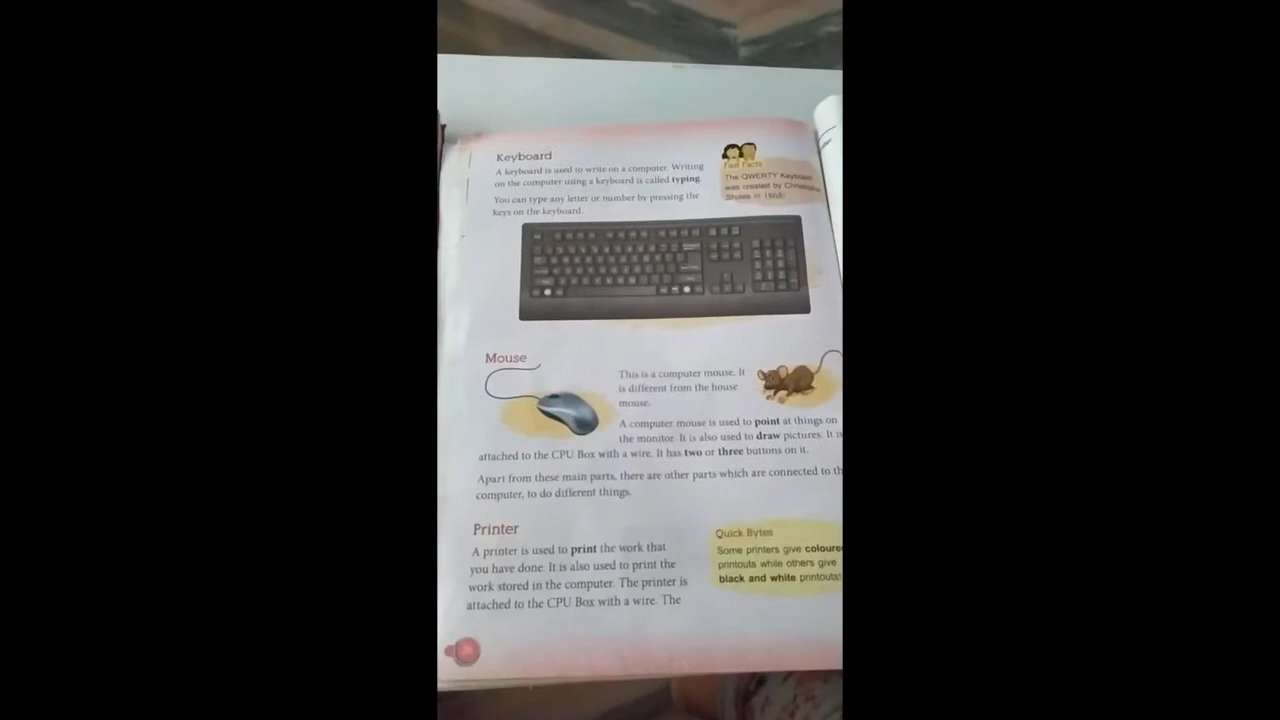 Keyboard
A keyboard is used to write on a computer. Writing
on the computer using a keyboard is called typing.
You can type any letter or number by pressing the
keys on the keyboard.
Fast Facts
The QWERTY Keyboard
was created by
Sholes in 1868!
Mouse
This is a computer mouse. It
is different from the house
mouse.
A computer mouse is used to point at things on
the monitor. It is also used to draw pictures. It is
attached to the CPU Box with a wire. It has two or three buttons on it.
Apart from these main parts, there are other parts which are connected to th
computer, to do different things.
Printer
A printer is used to print the work that
you have done. It is also used to print the
work stored in the computer. The printer is
attached to the CPU Box with a wire. The
Quick Bytes
Some printers give coloure
printouts while others give
black and white printouts!